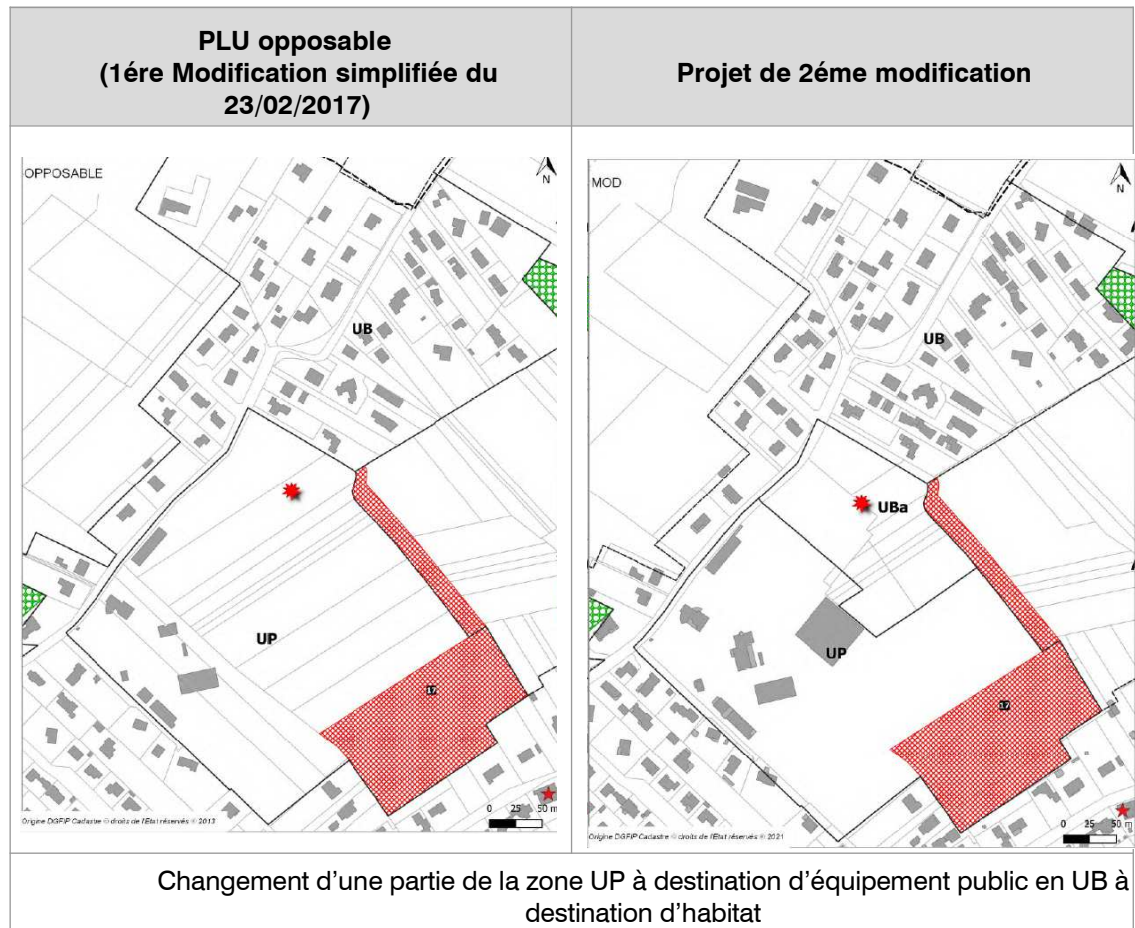 PLU opposable
(1ére Modification simplifiée du
23/02/2017)
Projet de 2éme modification
OPPOSABLE
N
UB
UP
17
0 25 50 m
Origine DGFIP Cadastre © droits de l'Etat réservés © 2013
MOD
N
UB
UBa
UP
17
0 25 50 m
Origine DGFIP Cadastre © droits de l'Etat réservés © 2021
Changement d'une partie de la zone UP à destination d'équipement public en UB à
destination d'habitat